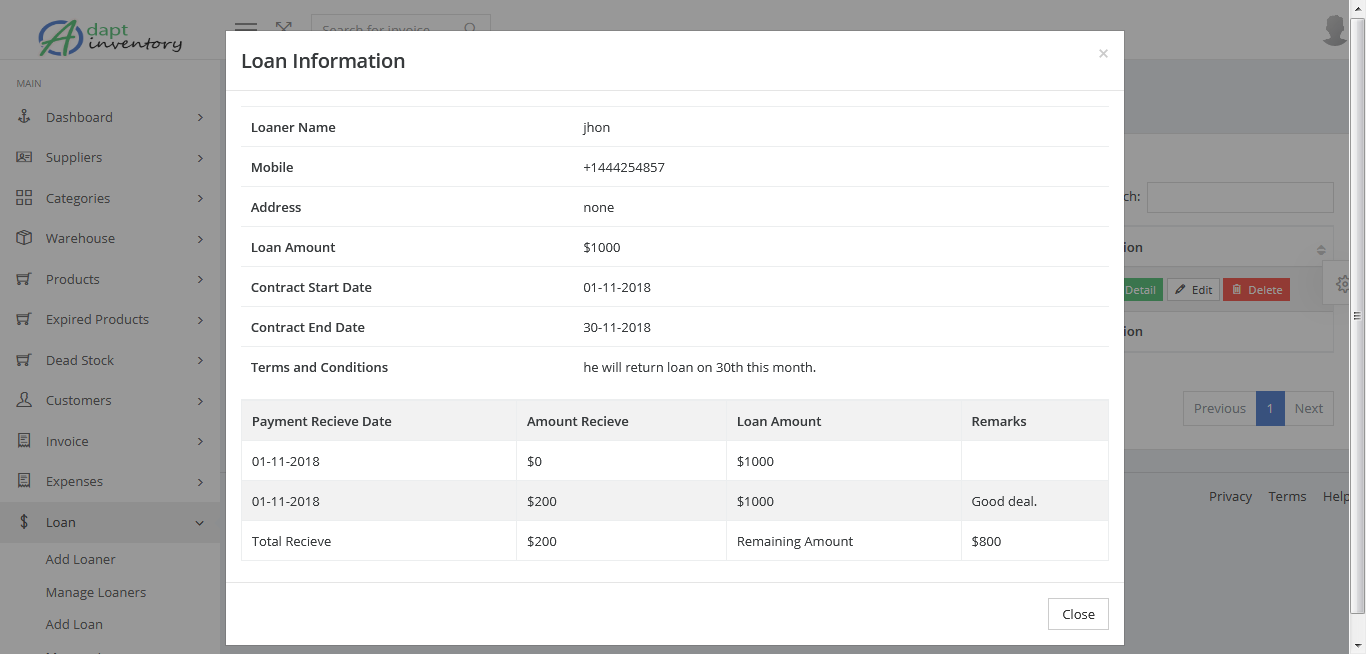 Adapt
inventory
Search for invoice
MAIN
Dashboard
Suppliers
Categories
Warehouse
Products
Expired Products
Dead Stock
Customers
Invoice
Expenses
$ Loan
Add Loaner
Manage Loaners
Add Loan
Loan Information ×
Loaner Name jhon
Mobile +1444254857
Address none
Loan Amount $1000
Contract Start Date 01-11-2018
Contract End Date 30-11-2018
Terms and Conditions he will return loan on 30th this month.
Payment Recieve Date Amount Recieve Loan Amount Remarks
01-11-2018 $0 $1000
01-11-2018 $200 $1000 Good deal.
Total Recieve $200 Remaining Amount $800
Close
ch:
ion
Detail Edit Delete
ion
Previous 1 Next
Privacy Terms Help